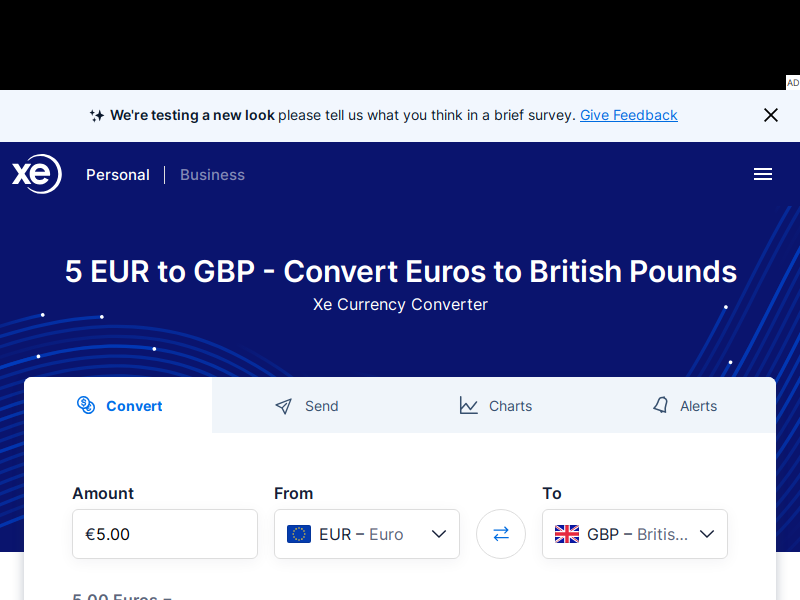 AD
We're testing a new look please tell us what you think in a brief survey. Give Feedback
xe Personal Business
5 EUR to GBP - Convert Euros to British Pounds
Xe Currency Converter
Convert Send Charts Alerts
Amount From To
€5.00 EUR – Euro GBP – Britis...
5.00 Euros =